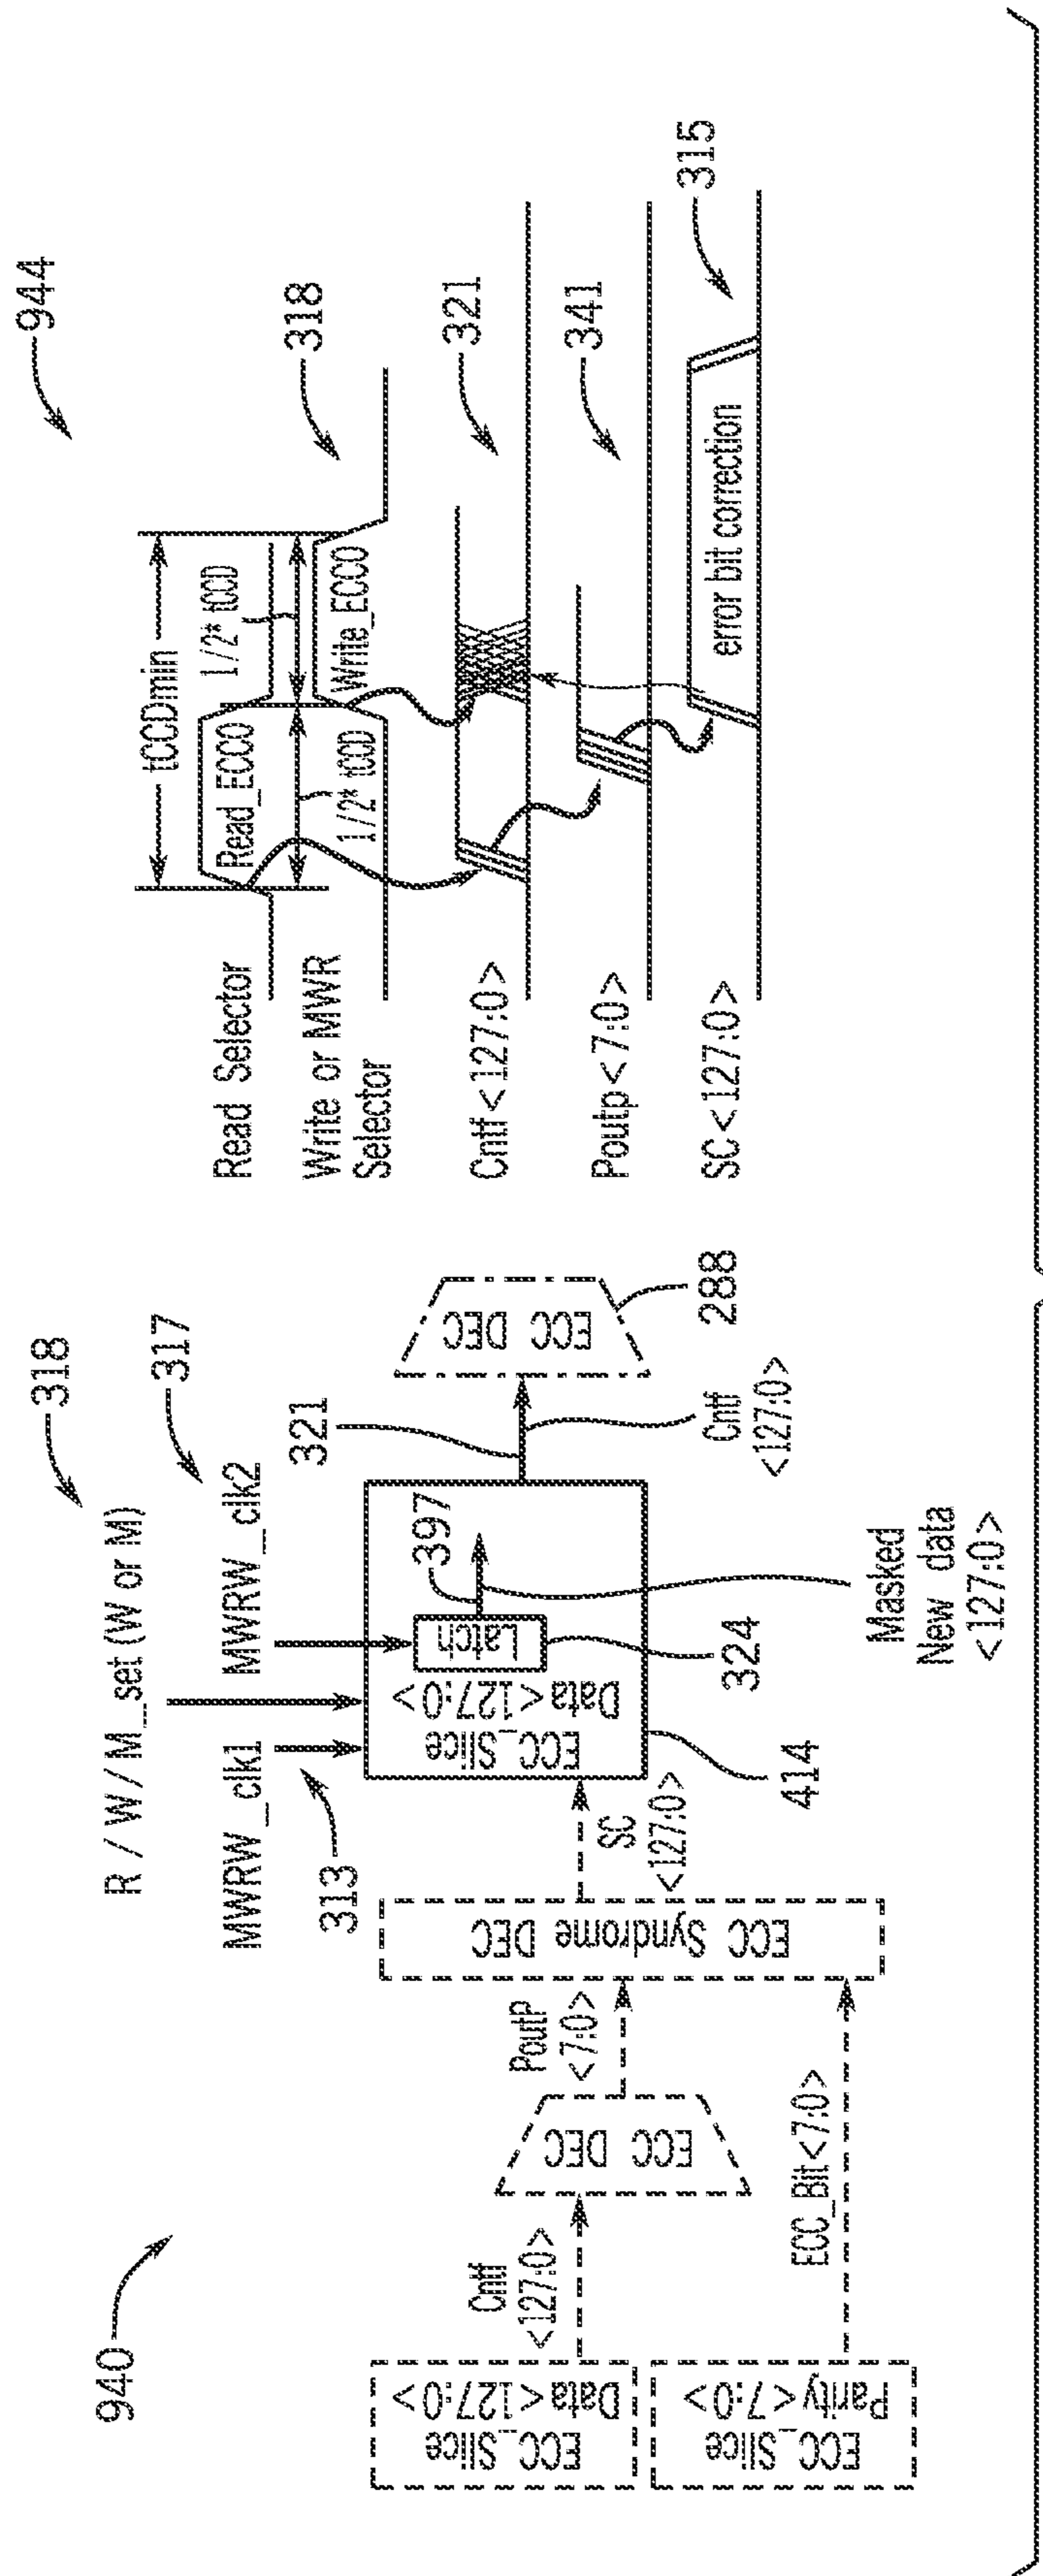 940
ECC_Slice
Data<127:0>
ECC_Slice
Parity<7:0>
Cntf
<127:0>
ECC DEC
PoutP
<7:0>
ECC_Bit<7:0>
ECC Syndrome DEC
SC
<127:0>
R / W / M_set (W or M)
318
MWRW_clk1
MWRW_clk2
317
313
ECC_Slice
Data<127:0>
Latch
397
321
324
414
Masked
New data
<127:0>
Cntf
<127:0>
ECC DEC
288
944
tCCDmin
Read Selector
Read_ECC0
1/2* tCCD
1/2* tCCD
Write or MWR
Selector
Write_ECC0
318
Cntf<127:0>
321
Poutp<7:0>
341
SC<127:0>
error bit correction
315